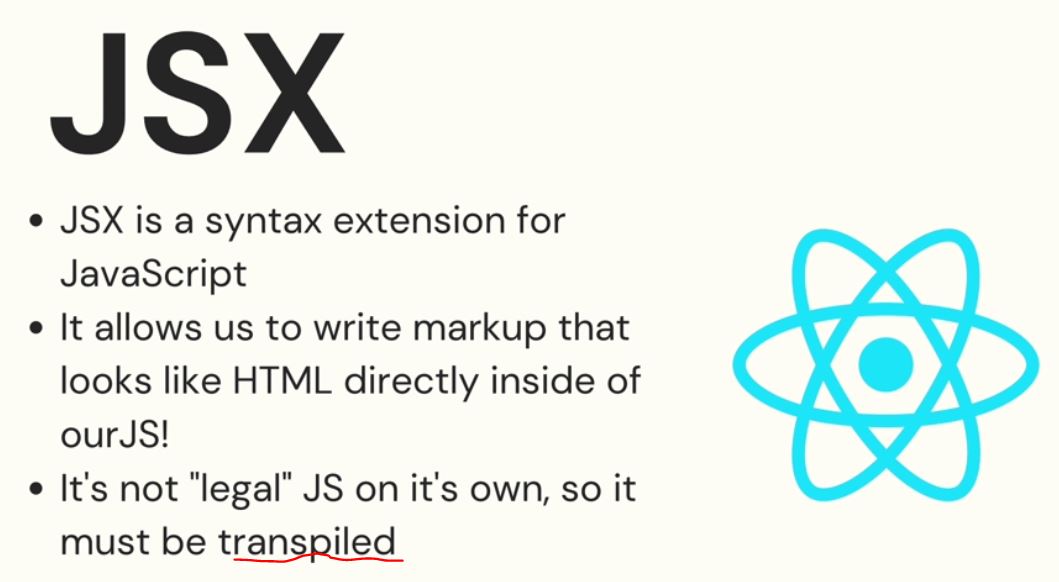 JSX
• JSX is a syntax extension for
JavaScript
• It allows us to write markup that
looks like HTML directly inside of
ourJS!
• It's not "legal" JS on it's own, so it
must be transpiled